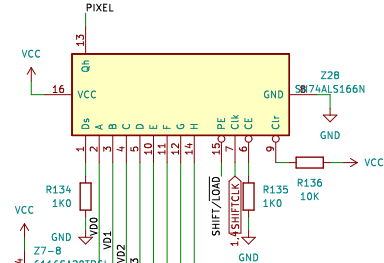 PIXEL
13
Qh
VCC
16
VCC
GND
8
Z28
SN74ALS166N
GND
Ds
A
B
C
D
E
F
G
H
PE
Clk
CE
Clr
1
2
3
4
5
10
11
12
14
15
7
6
9
VCC
R134
1K0
R135
1K0
R136
10K
VCC
VD0
VD1
VD2
SHIFT/LOAD
SHIFTCLK
GND
GND
Z7-8